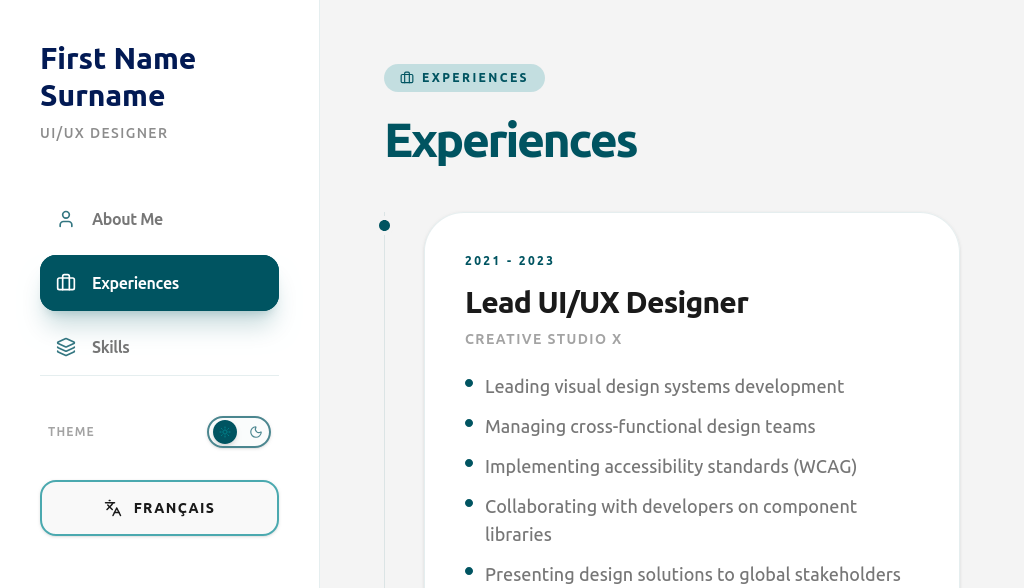 First Name
Surname
UI/UX DESIGNER
About Me
Experiences
Skills
THEME
FRANÇAIS
EXPERIENCES
Experiences
2021 - 2023
Lead UI/UX Designer
CREATIVE STUDIO X
Leading visual design systems development
Managing cross-functional design teams
Implementing accessibility standards (WCAG)
Collaborating with developers on component
libraries
Presenting design solutions to global stakeholders